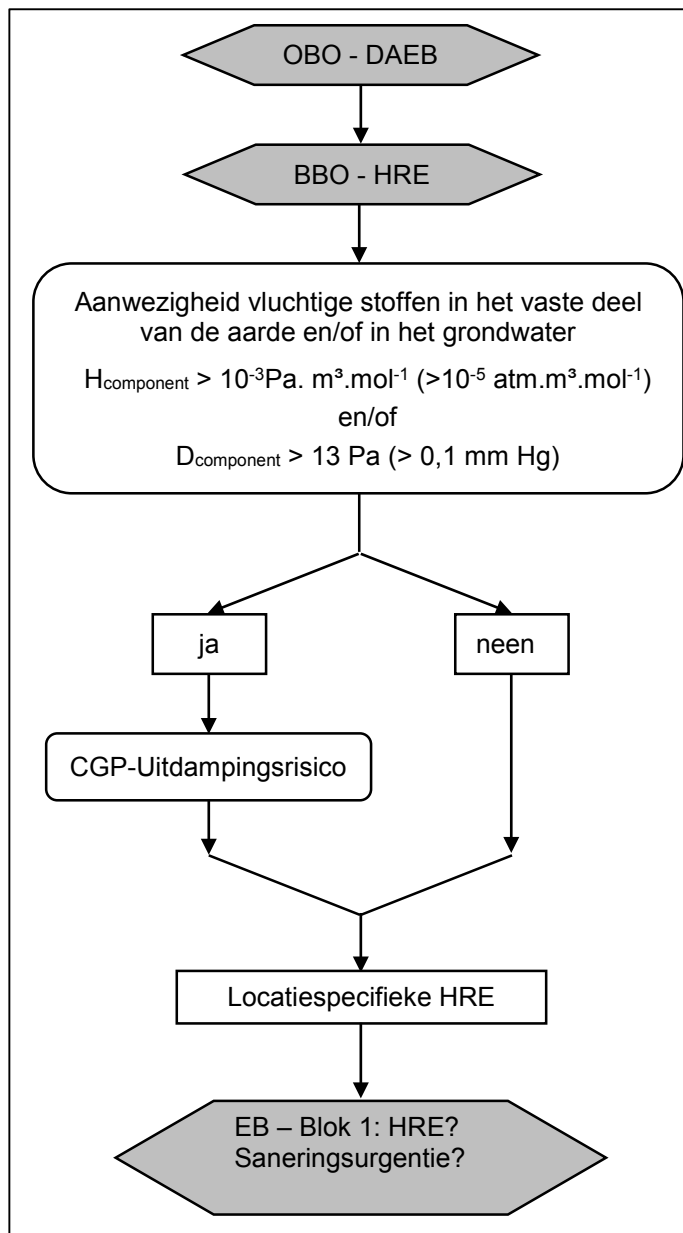 OBO - DAEB
BBO - HRE
Aanwezigheid vluchtige stoffen in het vaste deel
van de aarde en/of in het grondwater
Hcomponent > 10⁻³Pa. m³.mol⁻¹ (>10⁻⁵ atm.m³.mol⁻¹)
en/of
Dcomponent > 13 Pa (> 0,1 mm Hg)
ja
neen
CGP-Uitdampingsrisico
Locatiespecifieke HRE
EB – Blok 1: HRE?
Saneringsurgentie?